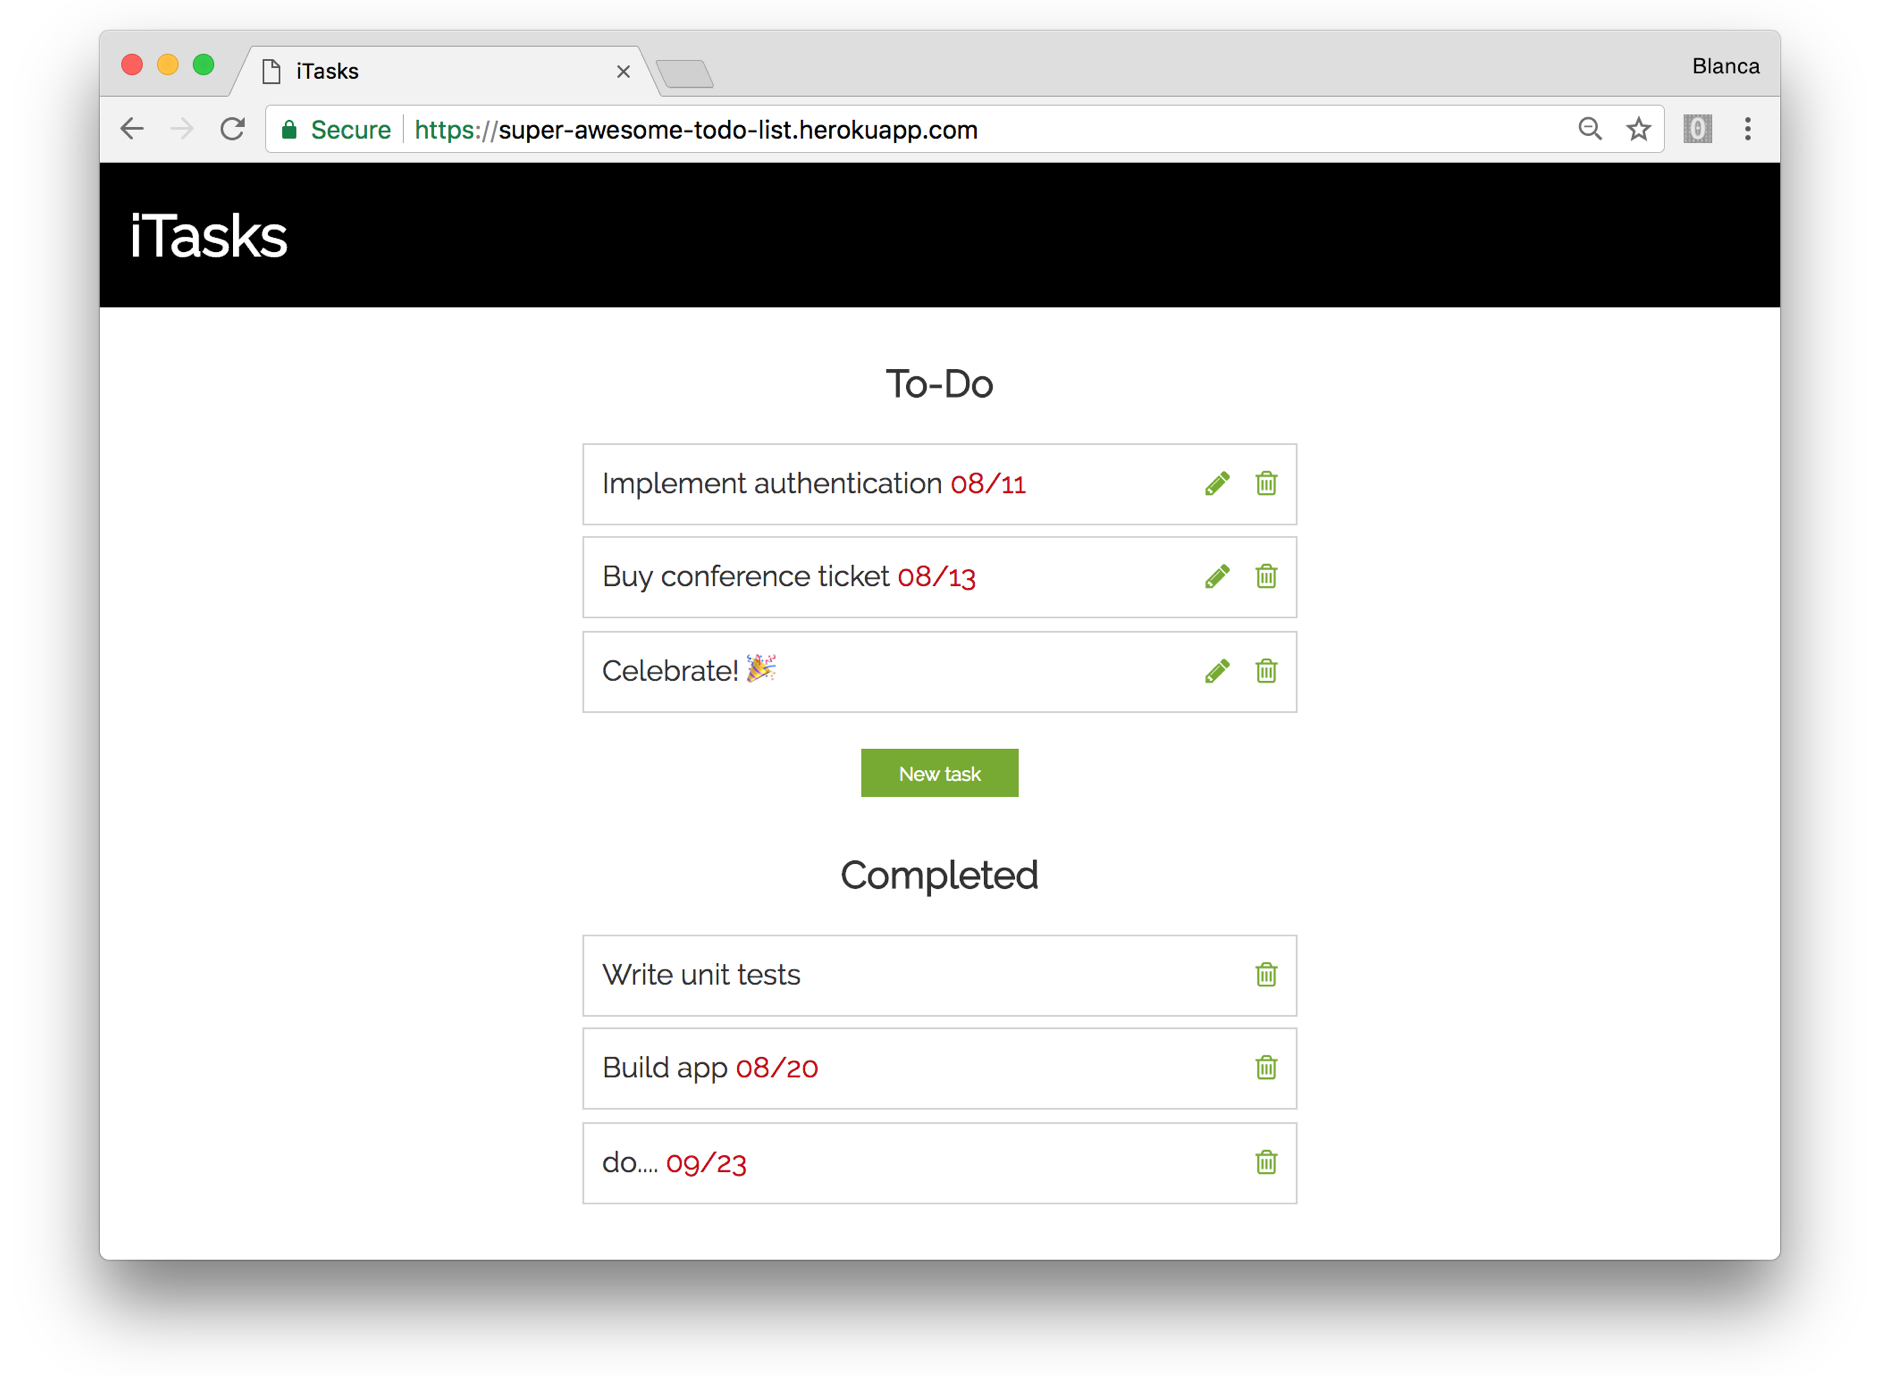 iTasks
Blanca
Secure https://super-awesome-todo-list.herokuapp.com
iTasks
To-Do
Implement authentication 08/11
Buy conference ticket 08/13
Celebrate! 🎉
New task
Completed
Write unit tests
Build app 08/20
do.... 09/23